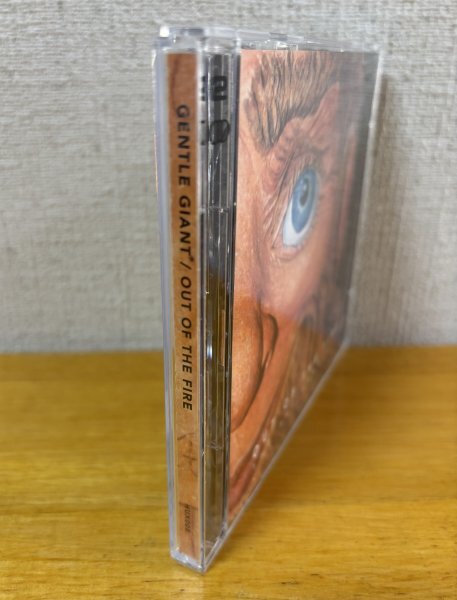 GENTLE GIANT® / OUT OF THE FIRE